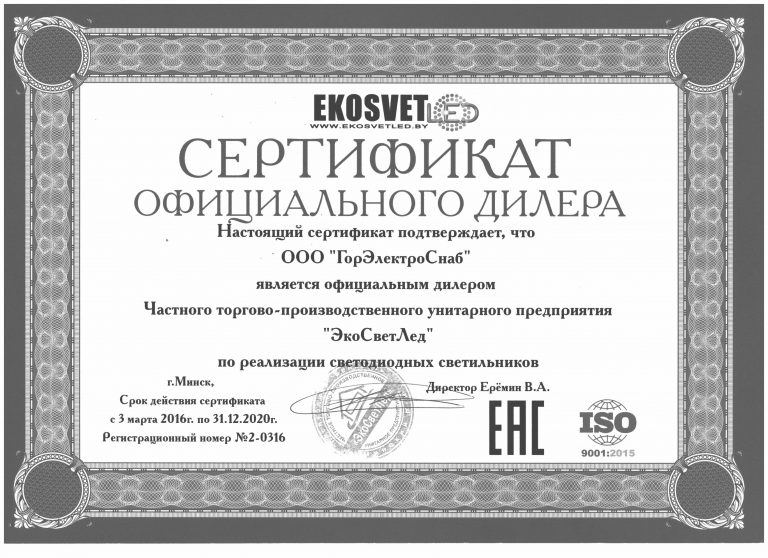 EKOSVETLED
WWW.EKOSVETLED.BY
СЕРТИФИКАТ
ОФИЦИАЛЬНОГО ДИЛЕРА
Настоящий сертификат подтверждает, что
ООО "ГорЭлектроСнаб"
является официальным дилером
Частного торгово-производственного унитарного предприятия
"ЭкоСветЛед"
по реализации светодиодных светильников
г.Минск,
Срок действия сертификата
с 3 марта 2016г. по 31.12.2020г.
Регистрационный номер №2-0316
Директор Ерёмин В.А.
ЭкоСветЛед
EAC
ISO
9001:2015